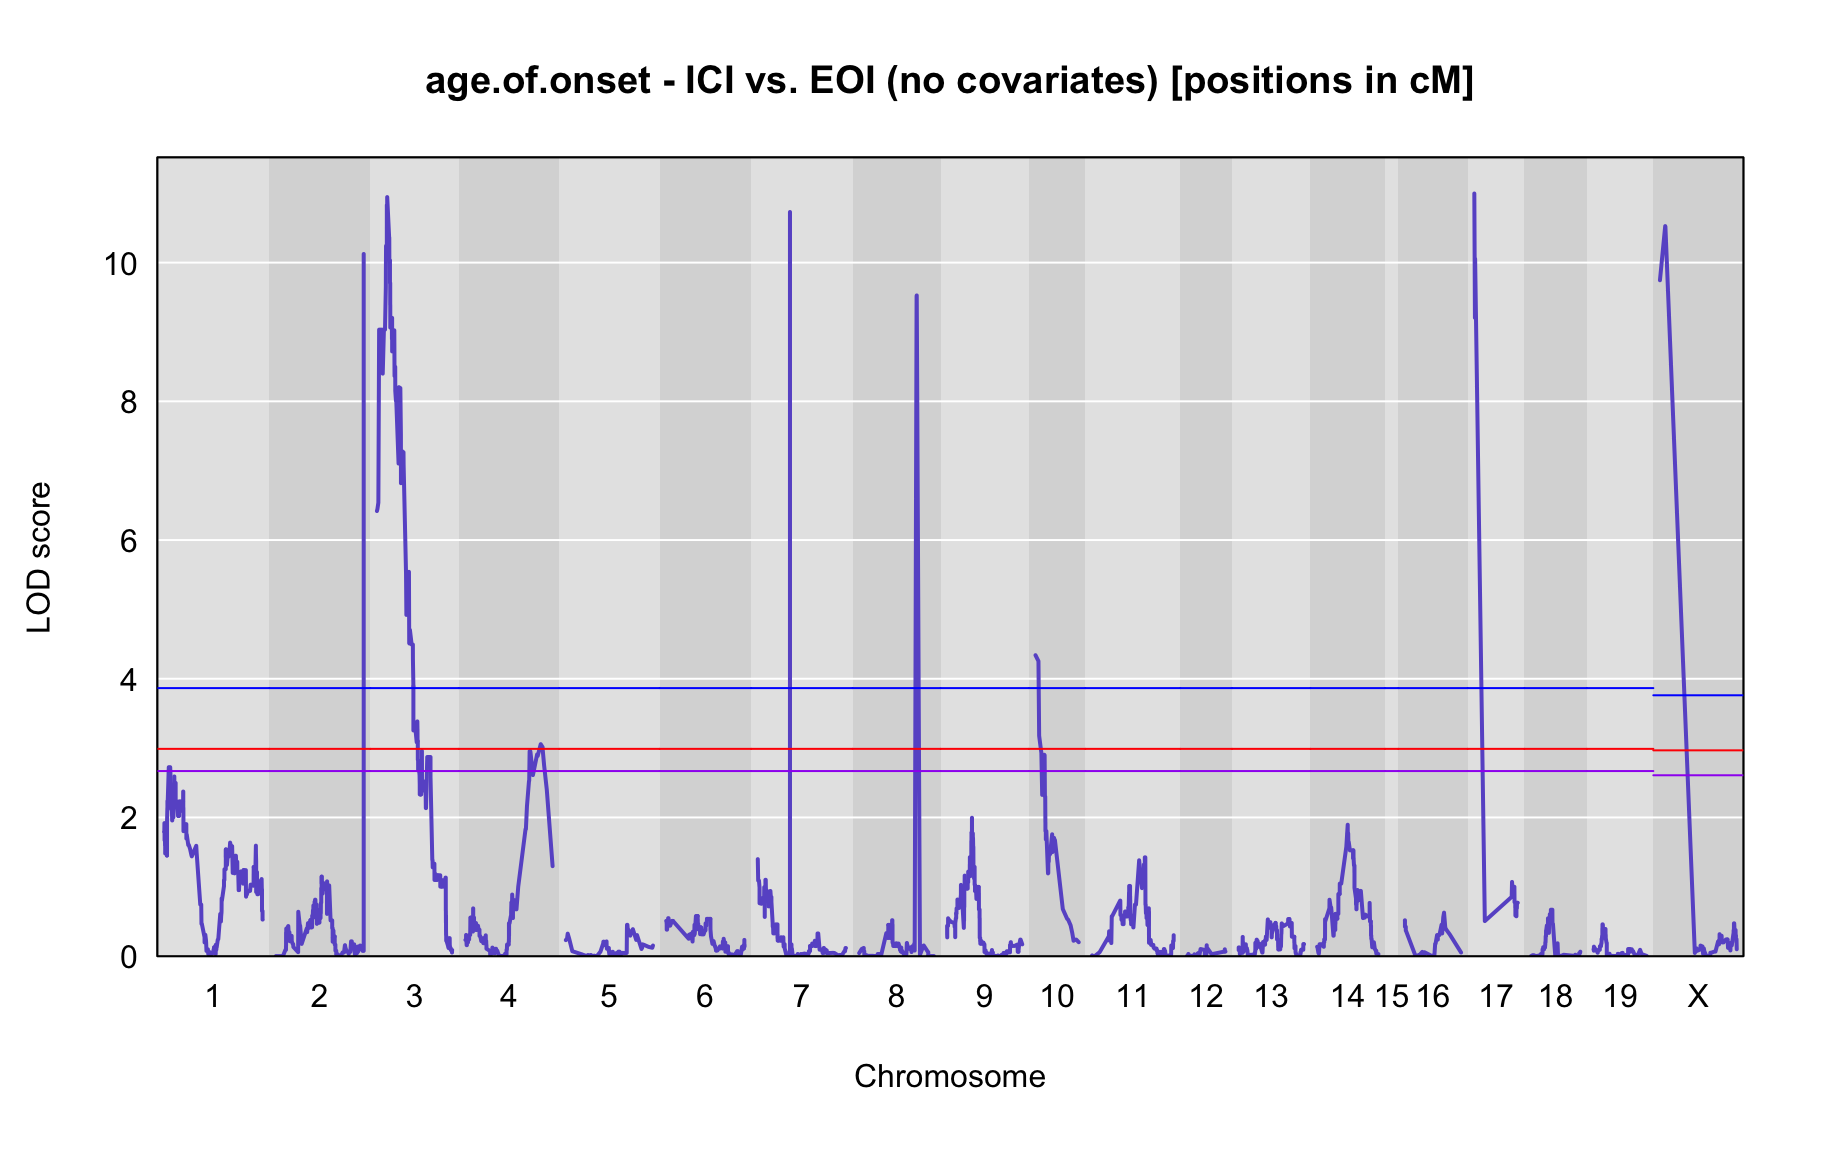 age.of.onset - ICI vs. EOI (no covariates) [positions in cM]
10
8
6
4
2
0
LOD score
1 2 3 4 5 6 7 8 9 10 11 12 13 14 15 16 17 18 19 X
Chromosome